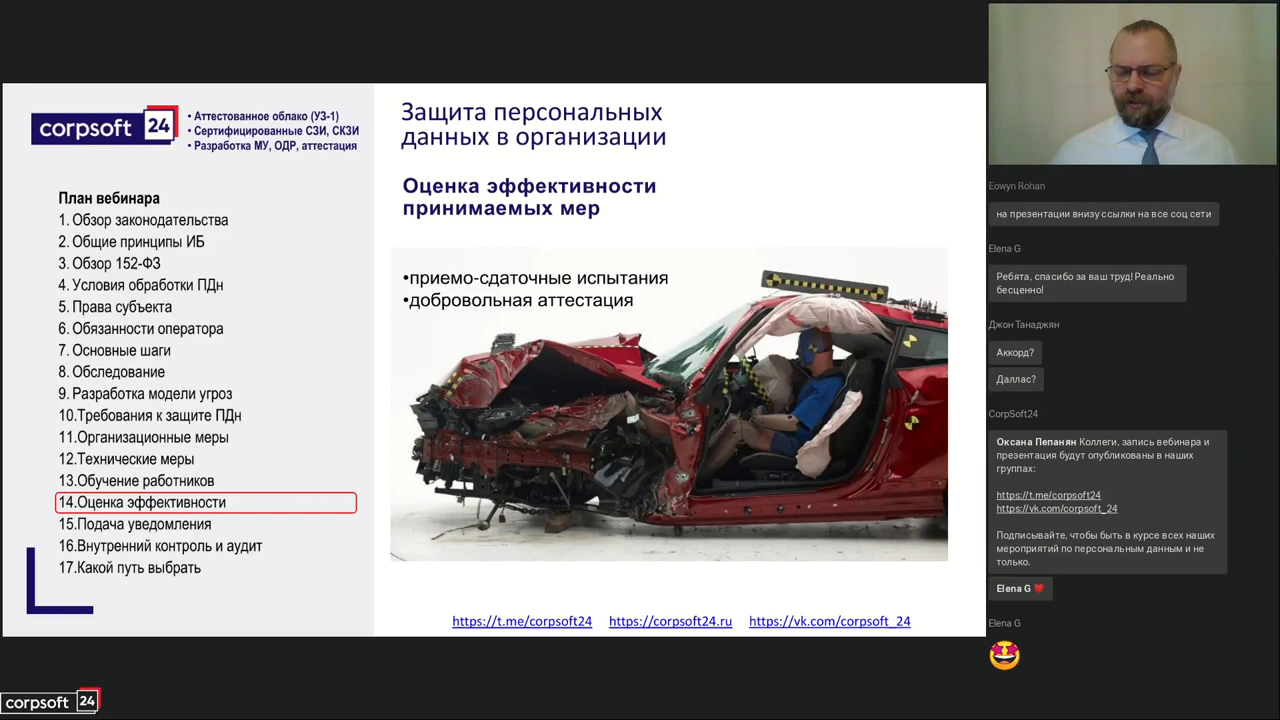 corpsoft 24
• Аттестованное облако (УЗ-1)
• Сертифицированные СЗИ, СКЗИ
• Разработка МУ, ОДР, аттестация
План вебинара
1. Обзор законодательства
2. Общие принципы ИБ
3. Обзор 152-ФЗ
4. Условия обработки ПДн
5. Права субъекта
6. Обязанности оператора
7. Основные шаги
8. Обследование
9. Разработка модели угроз
10.Требования к защите ПДн
11.Организационные меры
12.Технические меры
13.Обучение работников
14.Оценка эффективности
15.Подача уведомления
16.Внутренний контроль и аудит
17.Какой путь выбрать
Защита персональных
данных в организации
Оценка эффективности
принимаемых мер
•приемо-сдаточные испытания
•добровольная аттестация
https://t.me/corpsoft24 https://corpsoft24.ru https://vk.com/corpsoft_24
corpsoft 24
Eowyn Rohan
на презентации внизу ссылки на все соц сети
Elena G
Ребята, спасибо за ваш труд! Реально
бесценно!
Джон Танаджян
Аккорд?
Даллас?
CorpSoft24
Оксана Пепанян Коллеги, запись вебинара и
презентация будут опубликованы в наших
группах:
https://t.me/corpsoft24
https://vk.com/corpsoft_24
Подписывайте, чтобы быть в курсе всех наших
мероприятий по персональным данным и не
только.
Elena G
Elena G